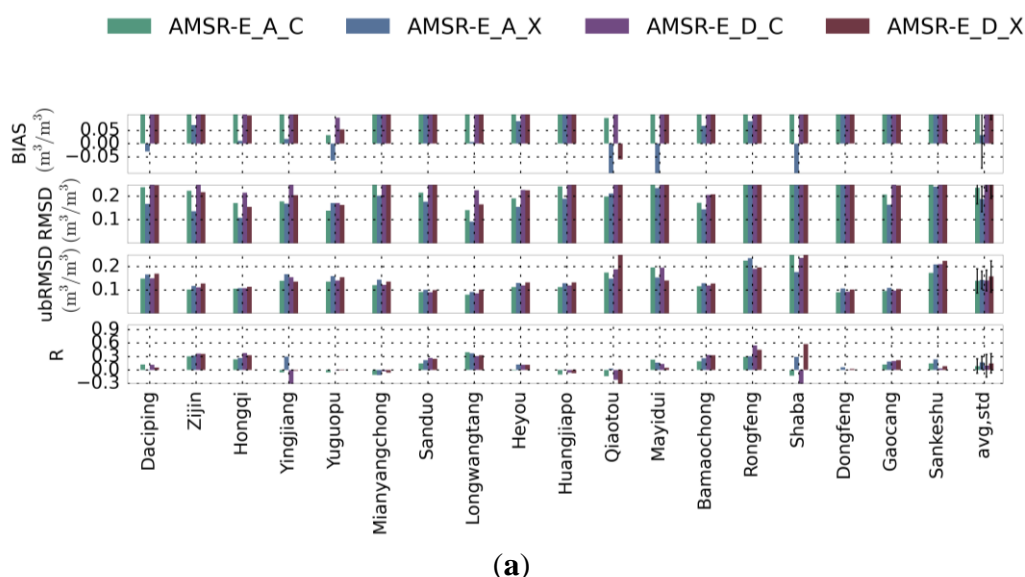 AMSR-E_A_C AMSR-E_A_X AMSR-E_D_C AMSR-E_D_X
BIAS
(m³/m³)
0.05
0.00
−0.05
RMSD
(m³/m³)
0.2
0.1
ubRMSD
(m³/m³)
0.2
0.1
R
0.9
0.6
0.3
0.0
−0.3
Daciping
Zijin
Hongqi
Yingjiang
Yuguopu
Mianyangchong
Sanduo
Longwangtang
Heyou
Huangjiapo
Qiaotou
Mayidui
Bamaochong
Rongfeng
Shaba
Dongfeng
Gaocang
Sankeshu
avg,std
(a)